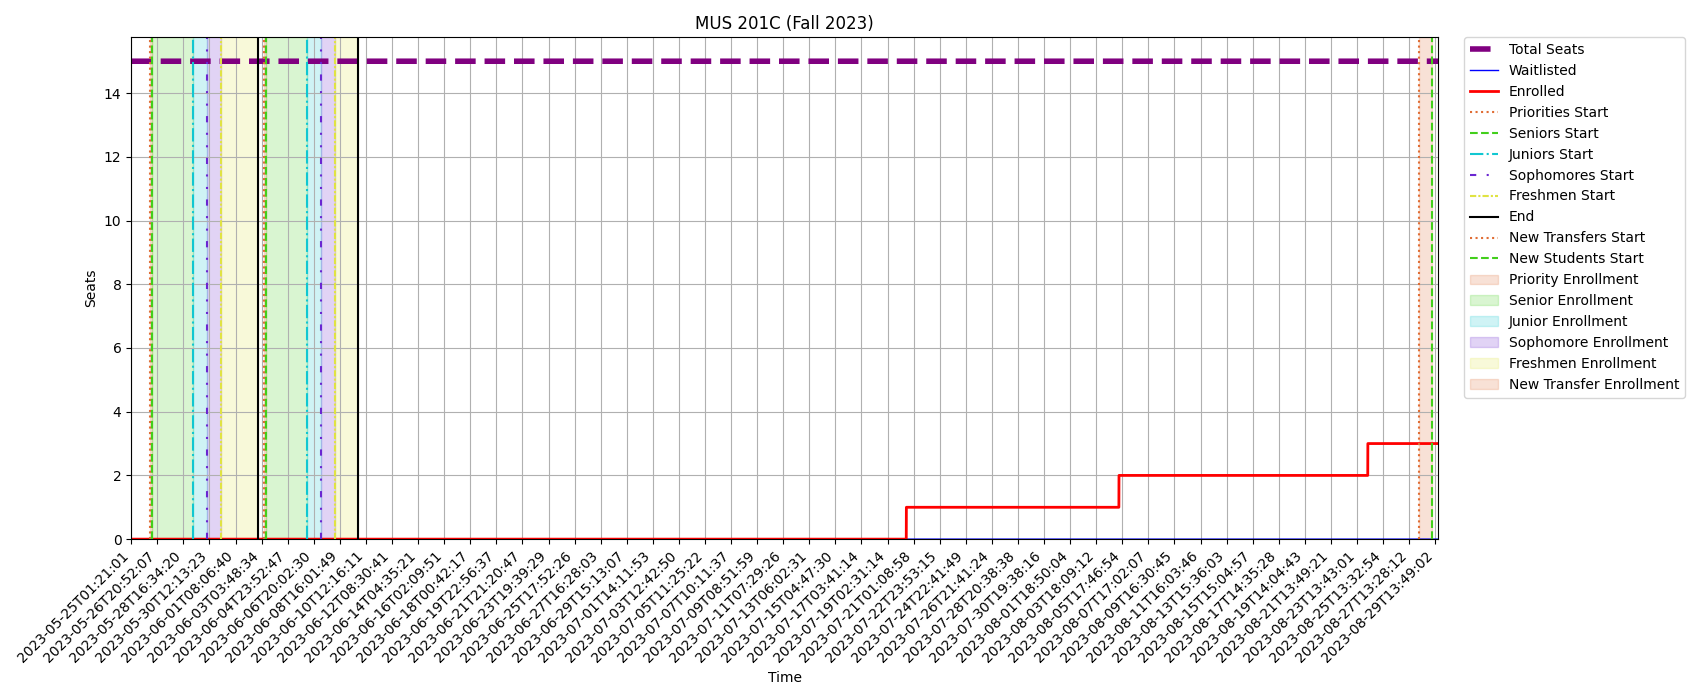 MUS 201C (Fall 2023)
Seats
14
12
10
8
6
4
2
0
2023-05-25T01:21:01
2023-05-26T20:52:07
2023-05-28T16:34:20
2023-05-30T12:13:23
2023-06-01T08:06:40
2023-06-03T03:48:34
2023-06-04T23:52:47
2023-06-06T20:02:30
2023-06-08T16:01:49
2023-06-10T12:16:11
2023-06-12T08:30:41
2023-06-14T04:35:21
2023-06-16T02:09:51
2023-06-18T00:42:17
2023-06-19T22:56:37
2023-06-21T21:20:47
2023-06-23T19:39:29
2023-06-25T17:52:26
2023-06-27T16:28:03
2023-06-29T15:13:07
2023-07-01T14:11:53
2023-07-03T12:42:50
2023-07-05T11:25:22
2023-07-07T10:11:37
2023-07-09T08:51:59
2023-07-11T07:29:26
2023-07-13T06:02:31
2023-07-15T04:47:30
2023-07-17T03:41:14
2023-07-19T02:31:14
2023-07-21T01:08:58
2023-07-22T23:53:15
2023-07-24T22:41:49
2023-07-26T21:41:24
2023-07-28T20:38:38
2023-07-30T19:38:16
2023-08-01T18:50:04
2023-08-03T18:09:12
2023-08-05T17:46:54
2023-08-07T17:02:07
2023-08-09T16:30:45
2023-08-11T16:03:46
2023-08-13T15:36:03
2023-08-15T15:04:57
2023-08-17T14:35:28
2023-08-19T14:04:43
2023-08-21T13:49:21
2023-08-23T13:43:01
2023-08-25T13:32:54
2023-08-27T13:28:12
2023-08-29T13:49:02
Time
Total Seats
Waitlisted
Enrolled
Priorities Start
Seniors Start
Juniors Start
Sophomores Start
Freshmen Start
End
New Transfers Start
New Students Start
Priority Enrollment
Senior Enrollment
Junior Enrollment
Sophomore Enrollment
Freshmen Enrollment
New Transfer Enrollment